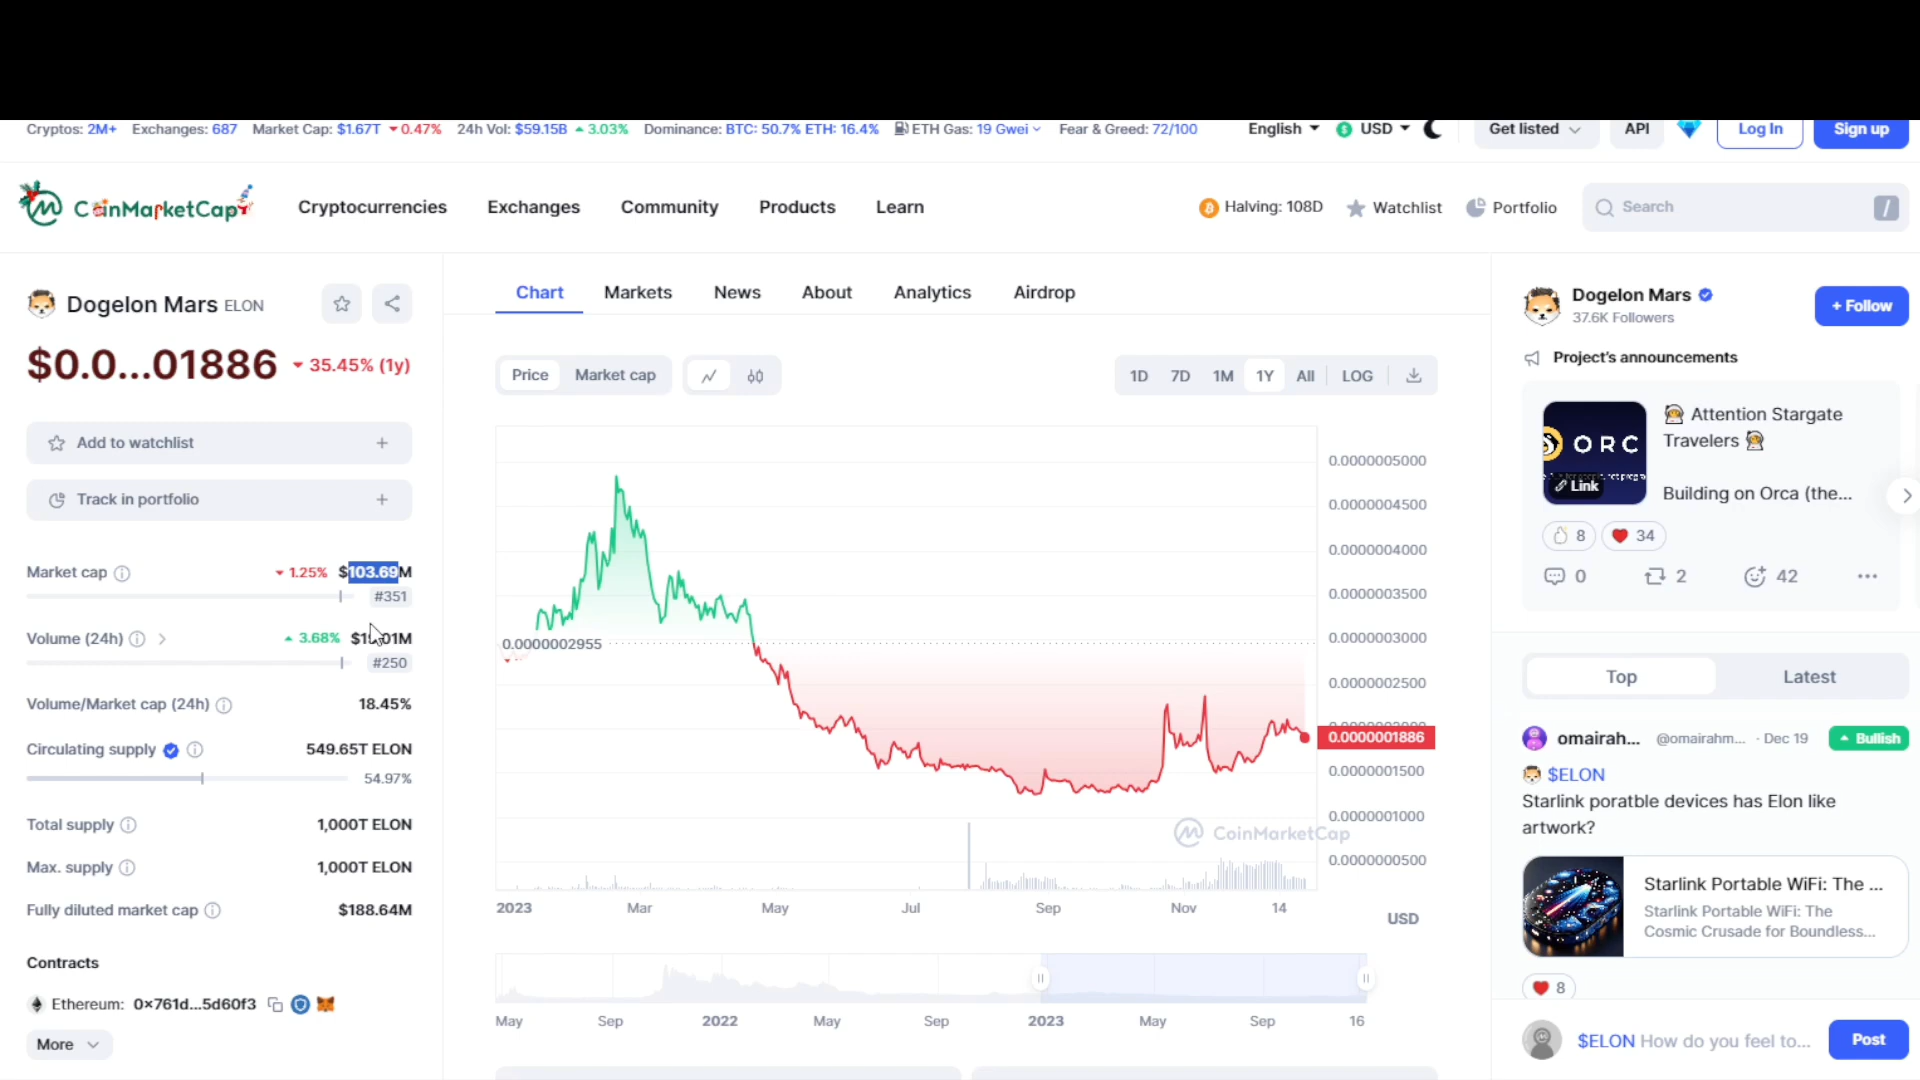 Cryptos: 2M+ Exchanges: 687 Market Cap: $1.67T 0.47% 24h Vol: $59.15B 3.03% Dominance: BTC: 50.7% ETH: 16.4% ETH Gas: 19 Gwei Fear & Greed: 72/100 English USD Get listed API Log In Sign up
CoinMarketCap Cryptocurrencies Exchanges Community Products Learn Halving: 108D Watchlist Portfolio Search /
Dogelon Mars ELON
$0.0...01886 35.45% (1y)
Add to watchlist +
Track in portfolio +
Market cap 1.25% $103.69M
#351
Volume (24h) 3.68%
#250
Volume/Market cap (24h) 18.45%
Circulating supply 549.65T ELON
54.97%
Total supply 1,000T ELON
Max. supply 1,000T ELON
Fully diluted market cap $188.64M
Contracts
Ethereum: 0×761d...5d60f3
More
Chart Markets News About Analytics Airdrop
Price Market cap 1D 7D 1M 1Y All LOG
0.0000005000
0.0000004500
0.0000004000
0.0000003500
0.0000003000
0.0000002955
0.0000002500
0.0000001886
0.0000001500
0.0000001000
CoinMarketCap
0.0000000500
2023 Mar May Jul Sep Nov 14
USD
May Sep 2022 May Sep 2023 May Sep 16
Dogelon Mars
37.6K Followers
+ Follow
Project's announcements
ORC
Link
Attention Stargate
Travelers
Building on Orca (the...
8 34
0 2 42
Top Latest
omairah... @omairahm... · Dec 19 Bullish
$ELON
Starlink poratble devices has Elon like
artwork?
Starlink Portable WiFi: The ...
Starlink Portable WiFi: The
Cosmic Crusade for Boundless...
8
$ELON How do you feel to... Post